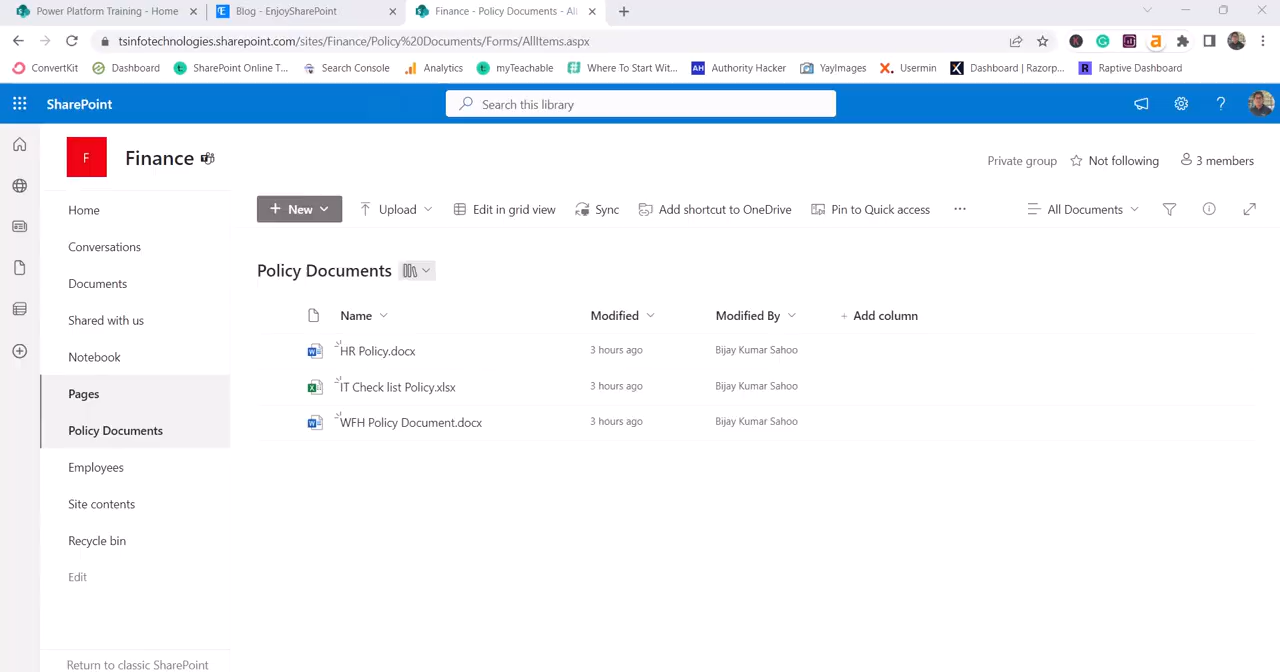 Power Platform Training - Home
Blog - EnjoySharePoint
Finance - Policy Documents - All
tsinfotechnologies.sharepoint.com/sites/Finance/Policy%20Documents/Forms/AllItems.aspx
ConvertKit
Dashboard
SharePoint Online T...
Search Console
Analytics
myTeachable
Where To Start Wit...
AH
Authority Hacker
YayImages
Usermin
Dashboard | Razorp...
R
Raptive Dashboard
SharePoint
Search this library
F
Finance
Private group
Not following
3 members
Home
Conversations
Documents
Shared with us
Notebook
Pages
Policy Documents
Employees
Site contents
Recycle bin
Edit
Return to classic SharePoint
New
Upload
Edit in grid view
Sync
Add shortcut to OneDrive
Pin to Quick access
All Documents
Policy Documents
Name
Modified
Modified By
Add column
HR Policy.docx
3 hours ago
Bijay Kumar Sahoo
IT Check list Policy.xlsx
3 hours ago
Bijay Kumar Sahoo
WFH Policy Document.docx
3 hours ago
Bijay Kumar Sahoo